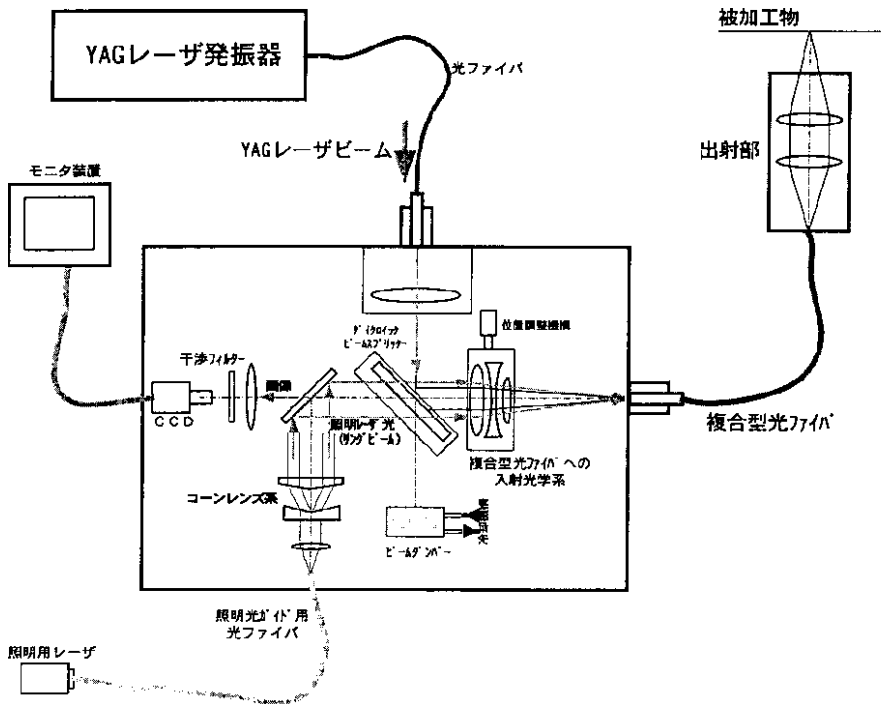 被加工物
YAGレーザ発振器
光ファイバ
YAGレーザビーム
出射部
モニタ装置
位置調整機構
ダイクロイック
ビームスプリッター
干渉フィルター
画像
CCD
照明レーザ光
(リングビーム)
複合型光ファイバ
複合型光ファイバへの
入射光学系
コーンレンズ系
ビームダンパー
照明光ガイド用
光ファイバ
照明用レーザ